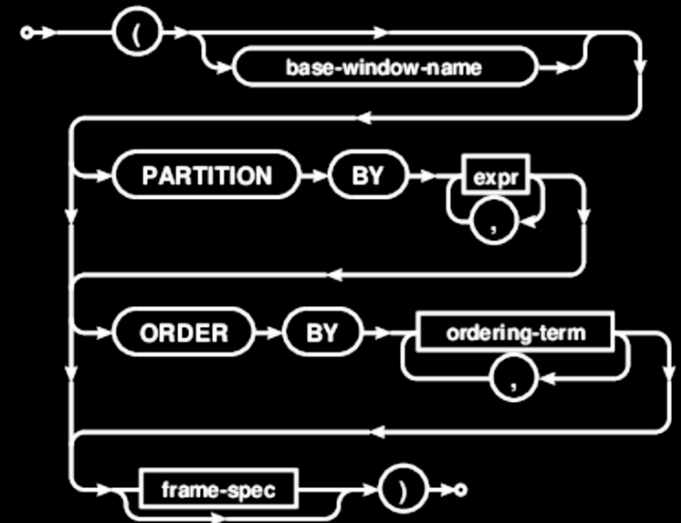 (
base-window-name
PARTITION BY expr
,
ORDER BY ordering-term
,
frame-spec )